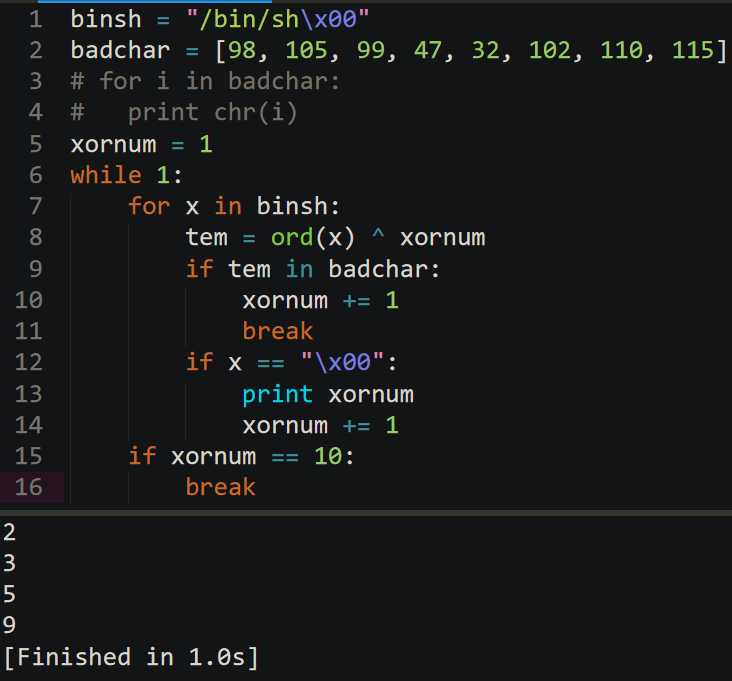 1 binsh = "/bin/sh\x00"
2 badchar = [98, 105, 99, 47, 32, 102, 110, 115]
3 # for i in badchar:
4 #   print chr(i)
5 xornum = 1
6 while 1:
7     for x in binsh:
8         tem = ord(x) ^ xornum
9         if tem in badchar:
10             xornum += 1
11             break
12         if x == "\x00":
13             print xornum
14             xornum += 1
15     if xornum == 10:
16         break
2
3
5
9
[Finished in 1.0s]